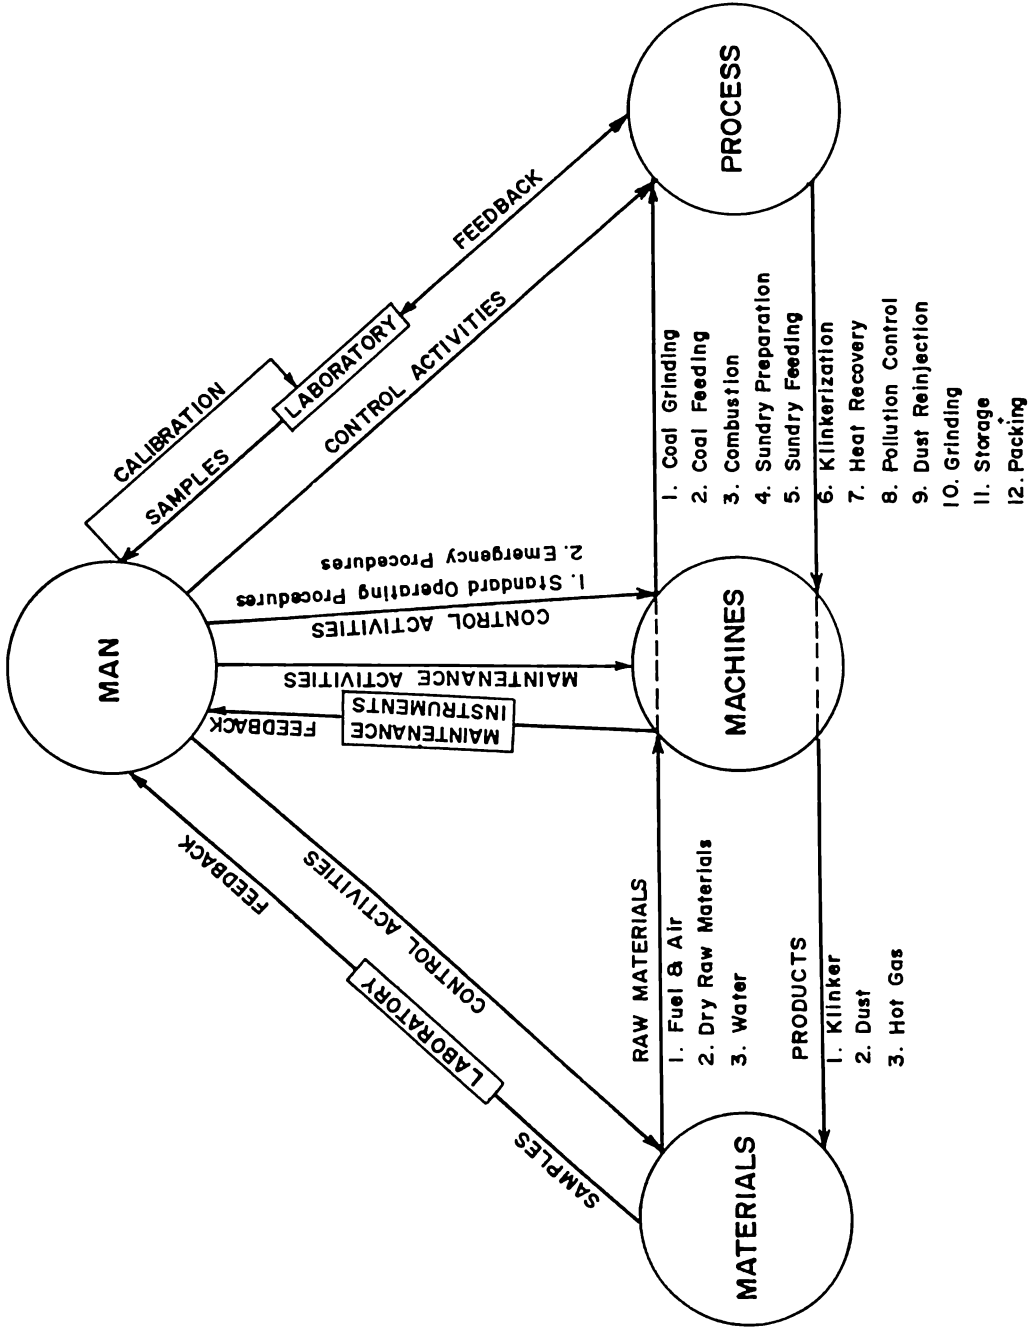 MAN
CALIBRATION
SAMPLES
LABORATORY
FEEDBACK
CONTROL ACTIVITIES
1. Standard Operating Procedures
2. Emergency Procedures
CONTROL ACTIVITIES
MAINTENANCE ACTIVITIES
FEEDBACK
MAINTENANCE
INSTRUMENTS
FEEDBACK
LABORATORY
SAMPLES
CONTROL ACTIVITIES
MATERIALS
MACHINES
PROCESS
RAW MATERIALS
1. Fuel & Air
2. Dry Raw Materials
3. Water
PRODUCTS
1. Klinker
2. Dust
3. Hot Gas
1. Coal Grinding
2. Coal Feeding
3. Combustion
4. Sundry Preparation
5. Sundry Feeding
6. Klinkerization
7. Heat Recovery
8. Pollution Control
9. Dust Reinjection
10. Grinding
11. Storage
12. Packing